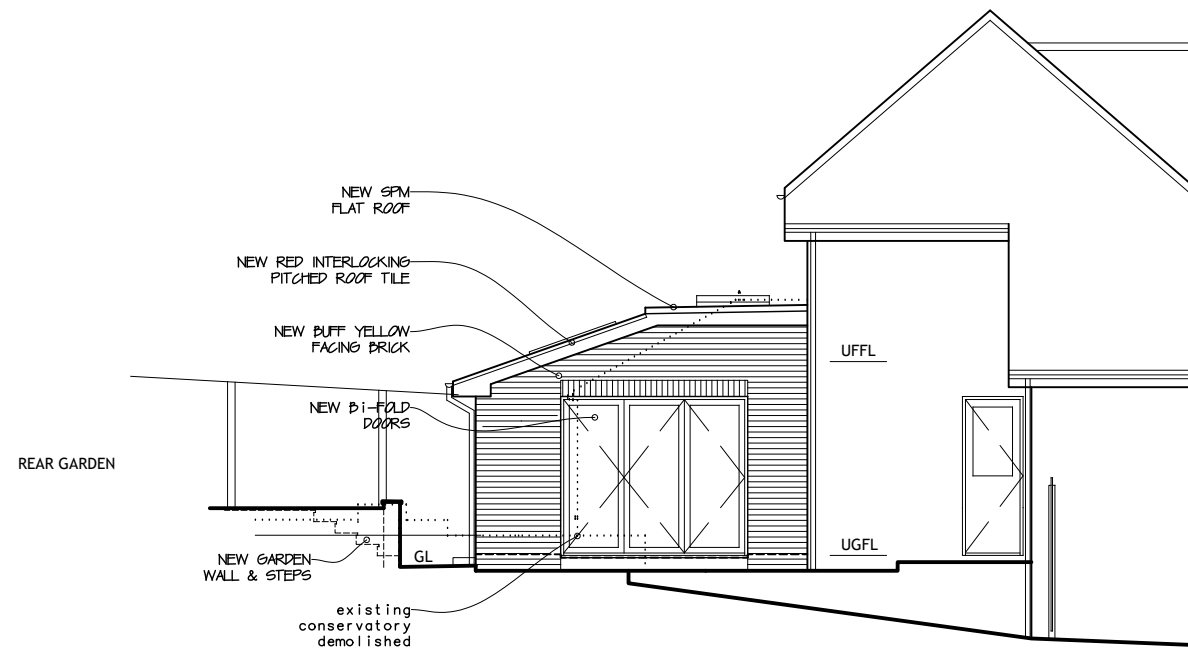 NEW SPM
FLAT ROOF
NEW RED INTERLOCKING
PITCHED ROOF TILE
NEW BUFF YELLOW
FACING BRICK
UFFL
NEW Bi-FOLD
DOORS
REAR GARDEN
UGFL
GL
NEW GARDEN
WALL & STEPS
existing
conservatory
demolished